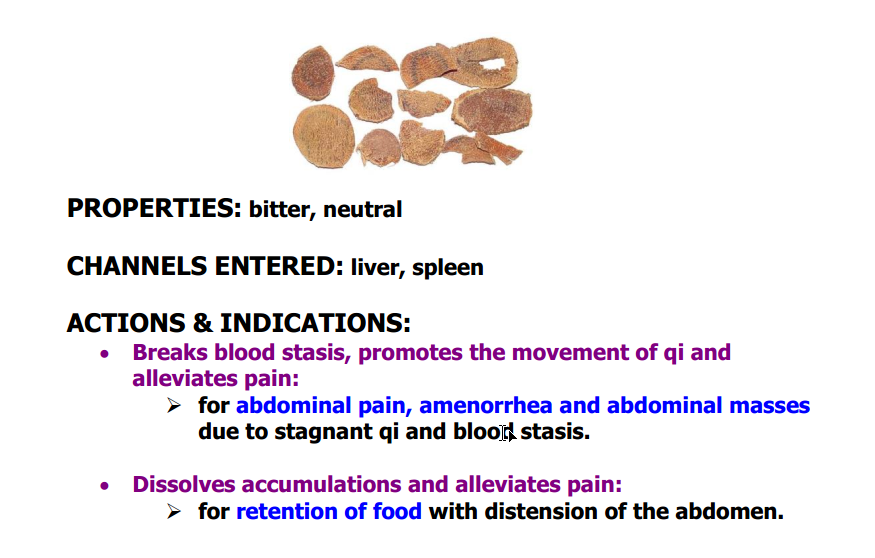 PROPERTIES: bitter, neutral
CHANNELS ENTERED: liver, spleen
ACTIONS & INDICATIONS:
• Breaks blood stasis, promotes the movement of qi and
alleviates pain:
➢ for abdominal pain, amenorrhea and abdominal masses
due to stagnant qi and blood stasis.
• Dissolves accumulations and alleviates pain:
➢ for retention of food with distension of the abdomen.